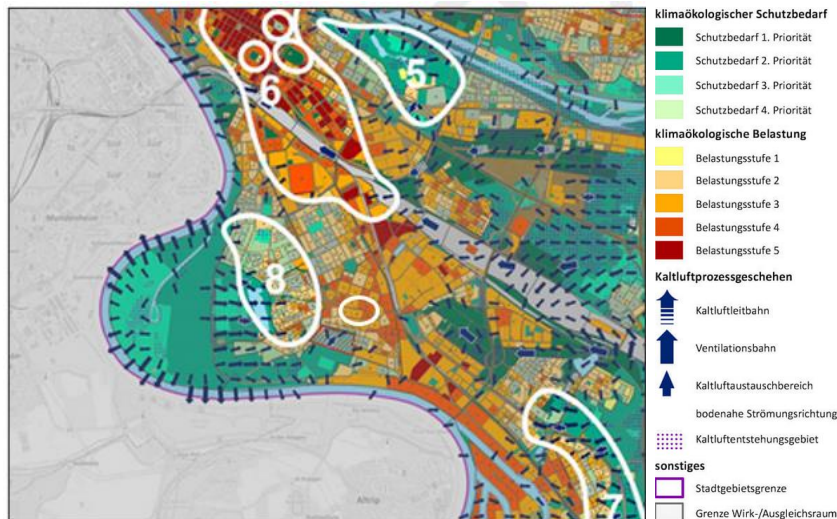 5
6
8
7
Mundenheim
Altrip
klimaökologischer Schutzbedarf
Schutzbedarf 1. Priorität
Schutzbedarf 2. Priorität
Schutzbedarf 3. Priorität
Schutzbedarf 4. Priorität
klimaökologische Belastung
Belastungsstufe 1
Belastungsstufe 2
Belastungsstufe 3
Belastungsstufe 4
Belastungsstufe 5
Kaltluftprozessgeschehen
Kaltluftleitbahn
Ventilationsbahn
Kaltluftaustauschbereich
bodennahe Strömungsrichtung
Kaltluftentstehungsgebiet
sonstiges
Stadtgebietsgrenze
Grenze Wirk-/Ausgleichsraum